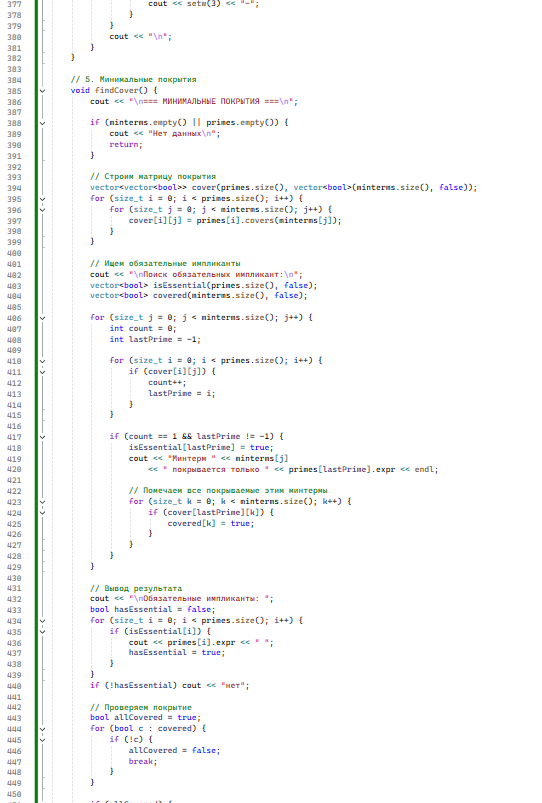 377 cout << setw(3) << "-";
378 }
379 }
380 cout << "\n";
381 }
382 }
383
384 // 5. Минимальные покрытия
385 void findCover() {
386 cout << "\n=== МИНИМАЛЬНЫЕ ПОКРЫТИЯ ===\n";
387
388 if (minterms.empty() || primes.empty()) {
389 cout << "Нет данных\n";
390 return;
391 }
392
393 // Строим матрицу покрытия
394 vector<vector<bool>> cover(primes.size(), vector<bool>(minterms.size(), false));
395 for (size_t i = 0; i < primes.size(); i++) {
396 for (size_t j = 0; j < minterms.size(); j++) {
397 cover[i][j] = primes[i].covers(minterms[j]);
398 }
399 }
400
401 // Ищем обязательные импликанты
402 cout << "\nПоиск обязательных импликант:\n";
403 vector<bool> isEssential(primes.size(), false);
404 vector<bool> covered(minterms.size(), false);
405
406 for (size_t j = 0; j < minterms.size(); j++) {
407 int count = 0;
408 int lastPrime = -1;
409
410 for (size_t i = 0; i < primes.size(); i++) {
411 if (cover[i][j]) {
412 count++;
413 lastPrime = i;
414 }
415 }
416
417 if (count == 1 && lastPrime != -1) {
418 isEssential[lastPrime] = true;
419 cout << "Минтерм " << minterms[j]
420 << " покрывается только " << primes[lastPrime].expr << endl;
421
422 // Помечаем все покрываемые этим минтермы
423 for (size_t k = 0; k < minterms.size(); k++) {
424 if (cover[lastPrime][k]) {
425 covered[k] = true;
426 }
427 }
428 }
429 }
430
431 // Вывод результата
432 cout << "\nОбязательные импликанты: ";
433 bool hasEssential = false;
434 for (size_t i = 0; i < primes.size(); i++) {
435 if (isEssential[i]) {
436 cout << primes[i].expr << " ";
437 hasEssential = true;
438 }
439 }
440 if (!hasEssential) cout << "нет";
441
442 // Проверяем покрытие
443 bool allCovered = true;
444 for (bool c : covered) {
445 if (!c) {
446 allCovered = false;
447 break;
448 }
449 }
450